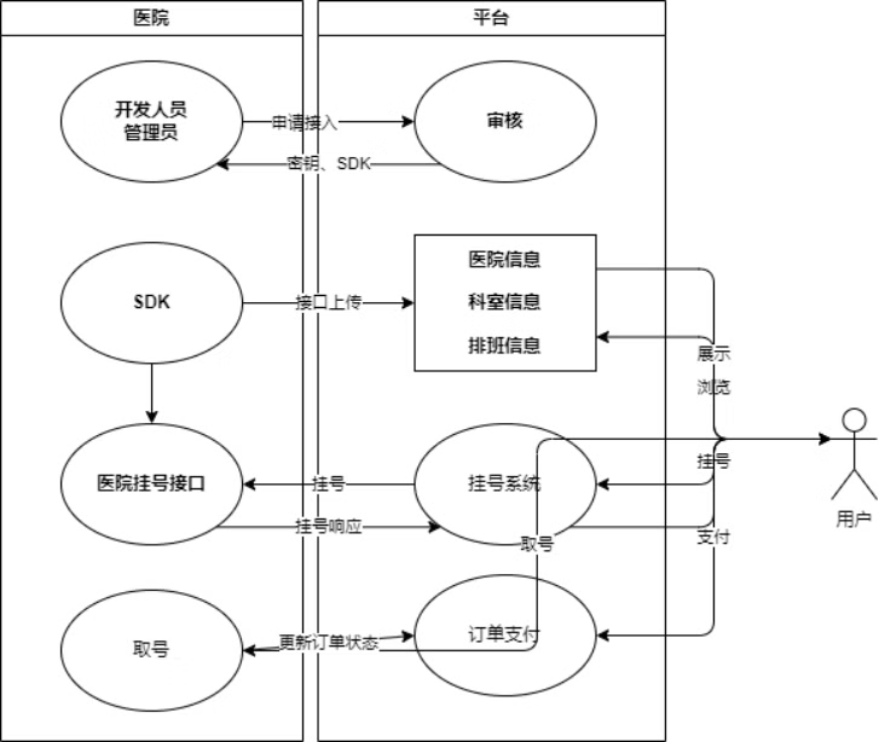 医院
平台
开发人员
管理员
申请接入
审核
密钥、SDK
医院信息
SDK
接口上传
科室信息
排班信息
展示
浏览
挂号
医院挂号接口
挂号
挂号系统
挂号响应
取号
支付
用户
取号
更新订单状态
订单支付